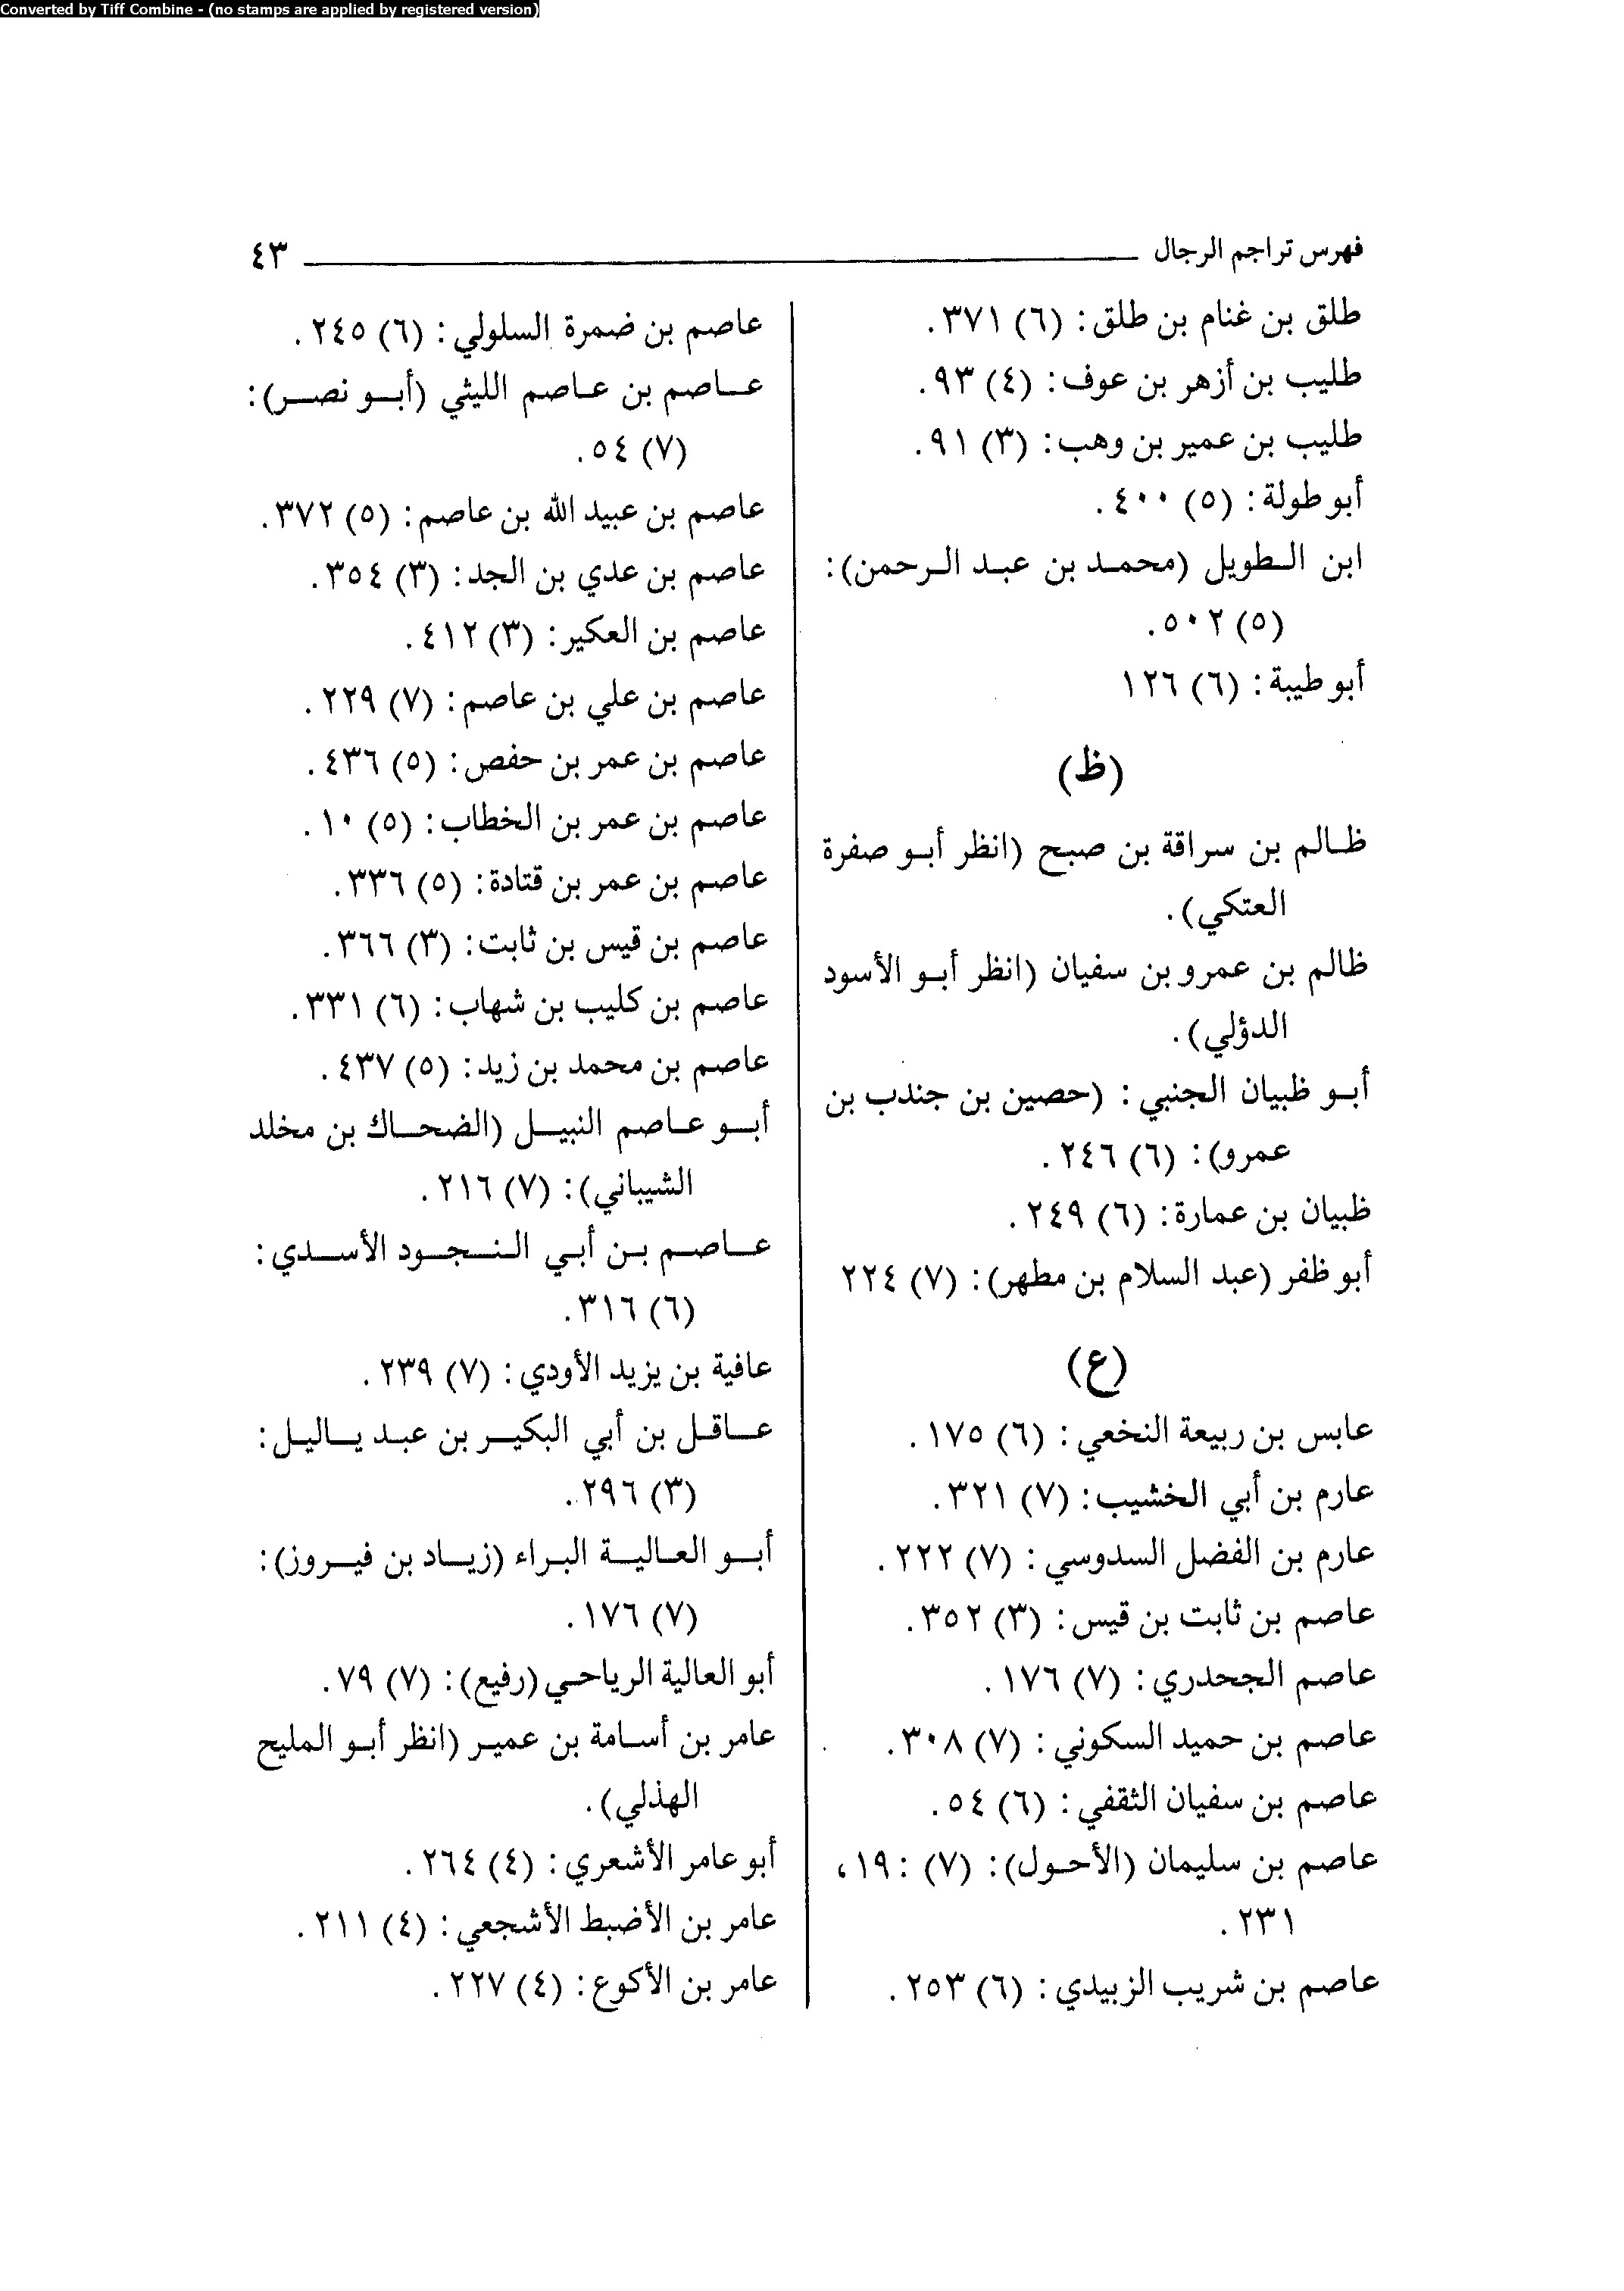 Converted by Tiff Combine - (no stamps are applied by registered version)
فهرس تراجم الرجال ٤٣
طلق بن غنام بن طلق: (٦) ٣٧١.
طليب بن أزهر بن عوف: (٤) ٩٣.
طليب بن عمير بن وهب: (٣) ٩١.
أبو طولة: (٥) ٤٠٠.
ابن الطويل (محمد بن عبد الرحمن):
(٥) ٥٠٢.
أبو طيبة: (٦) ١٢٦
(ظ)
ظالم بن سراقة بن صبح (انظر أبو صفرة
العتكي).
ظالم بن عمرو بن سفيان (انظر أبو الأسود
الدؤلي).
أبو ظبيان الجنبي: (حصين بن جندب بن
عمرو): (٦) ٢٤٦.
ظبيان بن عمارة: (٦) ٢٤٩.
أبو ظفر (عبد السلام بن مطهر): (٧) ٢٢٤
(ع)
عابس بن ربيعة النخعي: (٦) ١٧٥.
عارم بن أبي الخشيب: (٧) ٣٢١.
عارم بن الفضل السدوسي: (٧) ٢٢٢.
عاصم بن ثابت بن قيس: (٣) ٣٥٢.
عاصم الجحدري: (٧) ١٧٦.
عاصم بن حميد السكوني: (٧) ٣٠٨.
عاصم بن سفيان الثقفي: (٦) ٥٤.
عاصم بن سليمان (الأحول): (٧) :١٩،
٢٣١.
عاصم بن شريب الزبيدي: (٦) ٢٥٣.
عاصم بن ضمرة السلولي: (٦) ٢٤٥.
عاصم بن عاصم الليثي (أبو نصر):
(٧) ٥٤.
عاصم بن عبيد الله بن عاصم: (٥) ٣٧٢.
عاصم بن عدي بن الجد: (٣) ٣٥٤.
عاصم بن العكير: (٣) ٤١٢.
عاصم بن علي بن عاصم: (٧) ٢٢٩.
عاصم بن عمر بن حفص: (٥) ٤٣٦.
عاصم بن عمر بن الخطاب: (٥) ١٠.
عاصم بن عمر بن قتادة: (٥) ٣٣٦.
عاصم بن قيس بن ثابت: (٣) ٣٦٦.
عاصم بن كليب بن شهاب: (٦) ٣٣١.
عاصم بن محمد بن زيد: (٥) ٤٣٧.
أبو عاصم النبيل (الضحاك بن مخلد
الشيباني): (٧) ٢١٦.
عاصم بن أبي النجود الأسدي:
(٦) ٣١٦.
عافية بن يزيد الأودي: (٧) ٢٣٩.
عاقل بن أبي البكير بن عبد ياليل:
(٣) ٢٩٦.
أبو العالية البراء (زياد بن فيروز):
(٧) ١٧٦.
أبو العالية الرياحي (رفيع): (٧) ٧٩.
عامر بن أسامة بن عمير (انظر أبو المليح
الهذلي).
أبو عامر الأشعري: (٤) ٢٦٤.
عامر بن الأضبط الأشجعي: (٤) ٢١١.
عامر بن الأكوع: (٤) ٢٢٧.